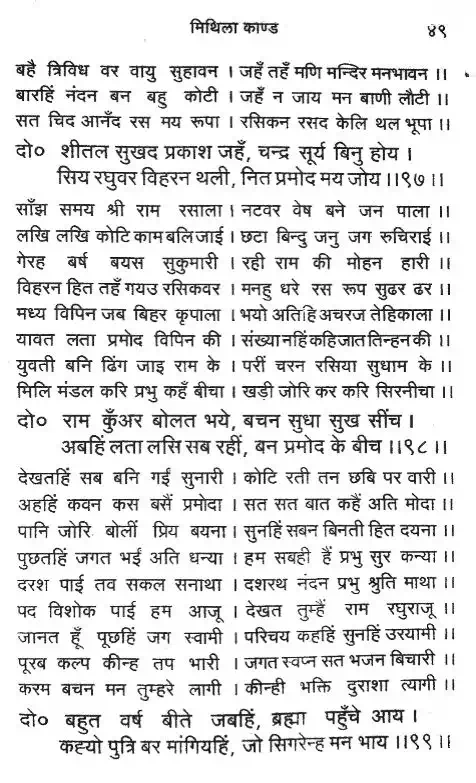 मिथिला काण्ड ४९
बहै त्रिविध वर वायु सुहावन । जहँ तहँ मणि मन्दिर मनभावन ।।
बारहिं नंदन बन बहु कोटी । जहँ न जाय मन बाणी लौटी ।।
सत चिद आनँद रस मय रूपा । रसिकन रसद केलि थल भूपा ।।
दो० शीतल सुखद प्रकाश जहँ, चन्द्र सूर्य बिनु होय ।
सिय रघुवर विहरन थली, नित प्रमोद मय जोय ।।९७।।
साँझ समय श्री राम रसाला । नटवर वेष बने जन पाला ।।
लखि लखि कोटि काम बलि जाई । छटा बिन्दु जनु जग रुचिराई ।।
गेरह बर्ष बयस सुकुमारी । रही राम की मोहन हारी ।।
विहरन हित तहँ गयउ रसिकवर । मनहु धरे रस रूप सुढर ढर ।।
मध्य विपिन जब बिहर कृपाला । भयो अतिहि अचरज तेहिकाला ।।
यावत लता प्रमोद विपिन की । संख्या नहिं कहि जात तिन्हन की ।।
युवती बनि ढिंग जाइ राम के । परीं चरन रसिया सुधाम के ।।
मिलि मंडल करि प्रभु कहँ बीचा । खड़ी जोरि कर करि सिरनीचा ।।
दो० राम कुँअर बोलत भये, बचन सुधा सुख सींच ।
अबहिं लता लसि सब रहीं, बन प्रमोद के बीच ।।९८।।
देखतहिं सब बनि गईं सुनारी । कोटि रती तन छबि पर वारी ।।
अहहिं कवन कस बसैं प्रमोदा । सत सत बात कहैं अति मोदा ।।
पानि जोरि बोलीं प्रिय बयना । सुनहिं सबन बिनती हित दयना ।।
पुछतहिं जगत भईं अति धन्या । हम सबही हैं प्रभु सुर कन्या ।।
दरश पाई तव सकल सनाथा । दशरथ नंदन प्रभु श्रुति माथा ।।
पद विशोक पाई हम आजू । देखत तुम्हैं राम रघुराजू ।।
जानत हूँ पूछहिं जग स्वामी । परिचय कहहिं सुनहिं उरयामी ।।
पूरब कल्प कीन्ह तप भारी । जगत स्वप्न सत भजन बिचारी ।।
करम बचन मन तुम्हरे लागी । कीन्ही भक्ति दुराशा त्यागी ।।
दो० बहुत वर्ष बीते जबहिं, ब्रह्मा पहुँचे आय ।
कह्यो पुत्रि बर मांगियहिं, जो सिगरेन्ह मन भाय ।।९९।।